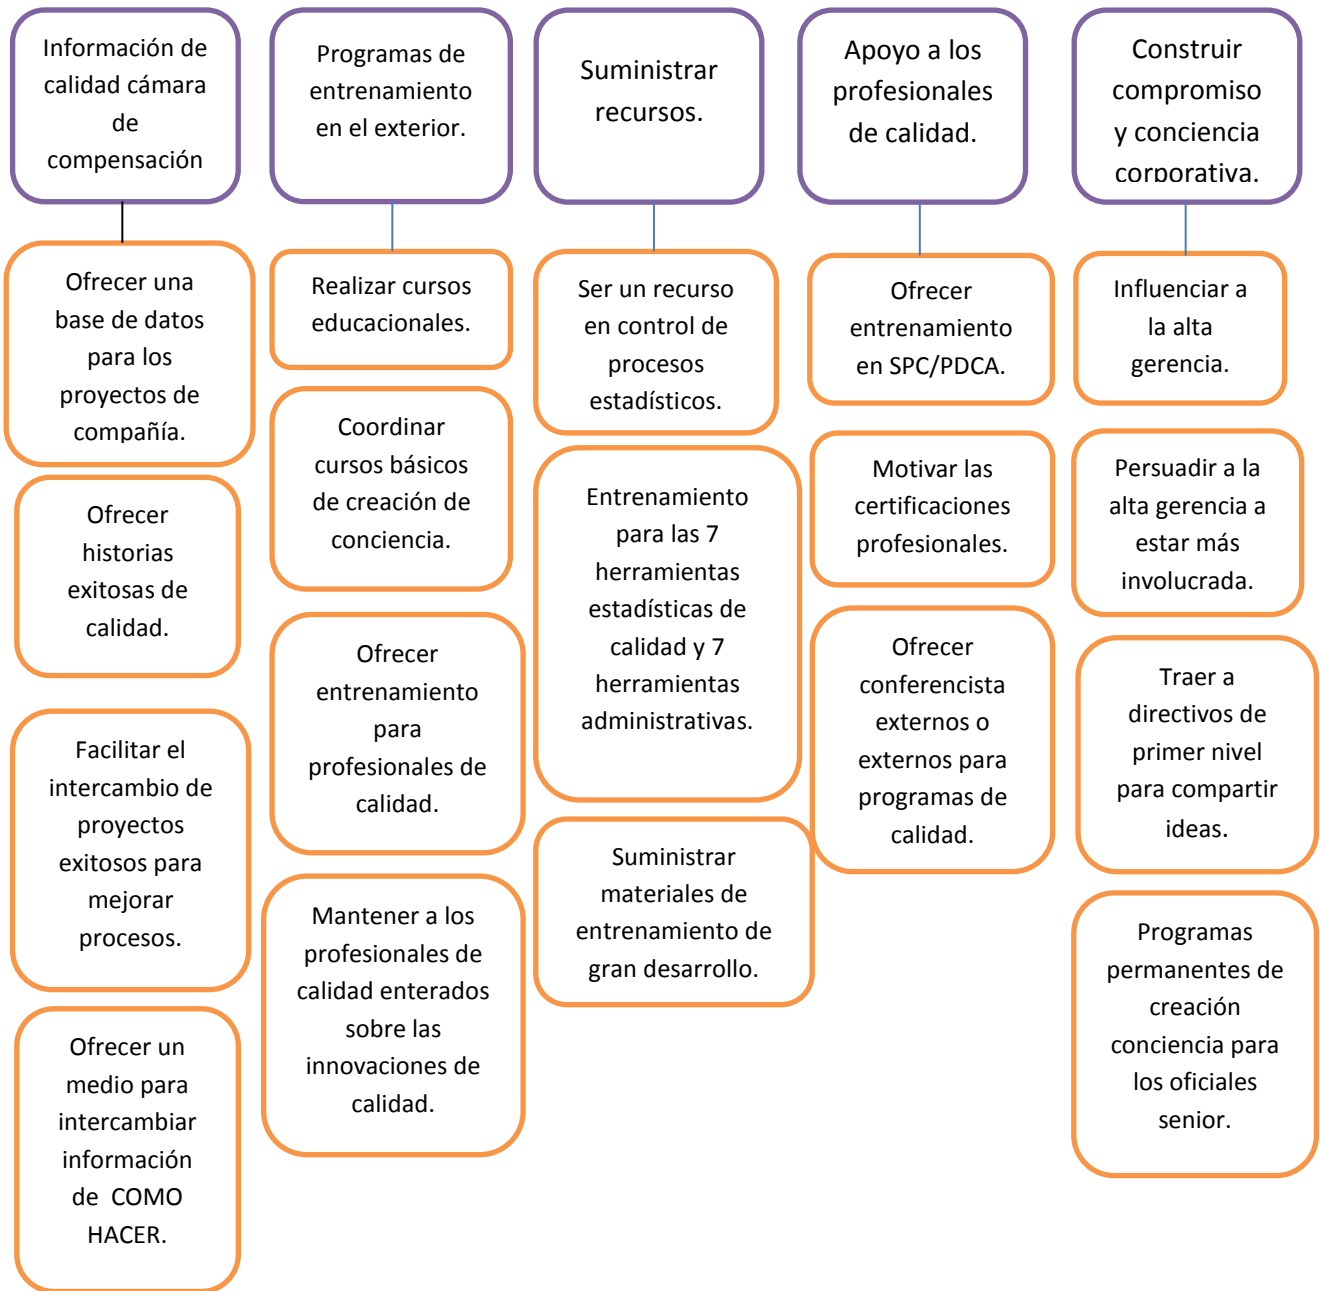 Información de
calidad cámara
de
compensación
Ofrecer una
base de datos
para los
proyectos de
compañía.
Ofrecer
historias
exitosas de
calidad.
Facilitar el
intercambio de
proyectos
exitosos para
mejorar
procesos.
Ofrecer un
medio para
intercambiar
información
de COMO
HACER.
Programas de
entrenamiento
en el exterior.
Realizar cursos
educacionales.
Coordinar
cursos básicos
de creación de
conciencia.
Ofrecer
entrenamiento
para
profesionales de
calidad.
Mantener a los
profesionales de
calidad enterados
sobre las
innovaciones de
calidad.
Suministrar
recursos.
Ser un recurso
en control de
procesos
estadísticos.
Entrenamiento
para las 7
herramientas
estadísticas de
calidad y 7
herramientas
administrativas.
Suministrar
materiales de
entrenamiento de
gran desarrollo.
Apoyo a los
profesionales
de calidad.
Ofrecer
entrenamiento
en SPC/PDCA.
Motivar las
certificaciones
profesionales.
Ofrecer
conferencista
externos o
externos para
programas de
calidad.
Construir
compromiso
y conciencia
corporativa.
Influenciar a
la alta
gerencia.
Persuadir a la
alta gerencia a
estar más
involucrada.
Traer a
directivos de
primer nivel
para compartir
ideas.
Programas
permanentes de
creación
conciencia para
los oficiales
senior.